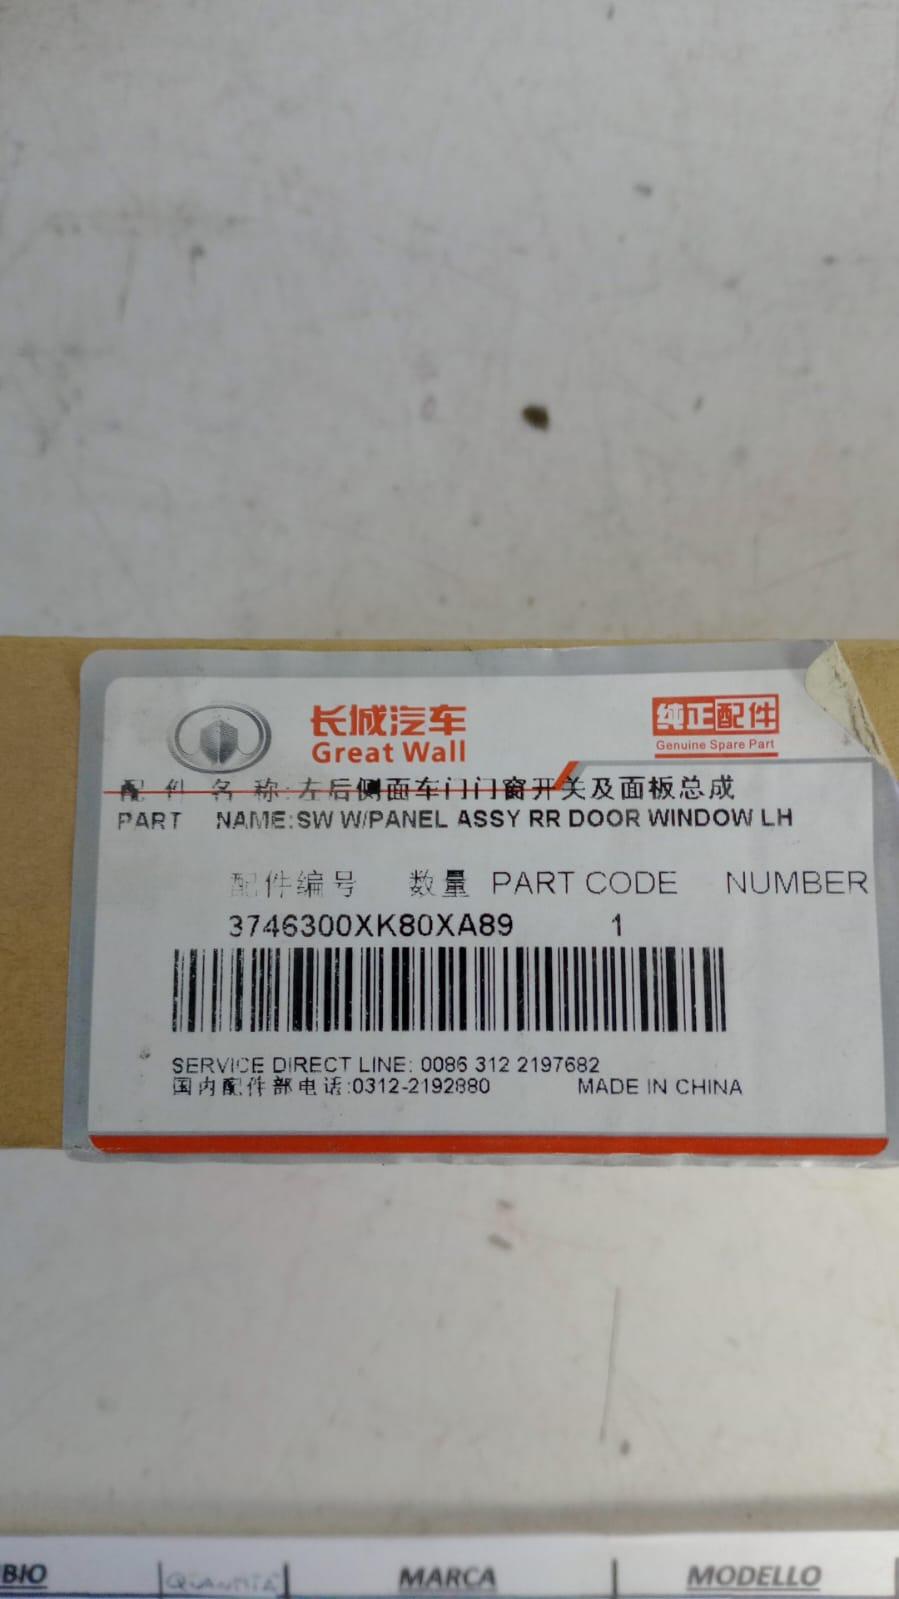 长城汽车
Great Wall
纯正配件
Genuine Spare Part
配件名称:左后侧面车门门窗开关及面板总成
PART NAME:SW W/PANEL ASSY RR DOOR WINDOW LH
配件编号 数量 PART CODE NUMBER
3746300XK80XA89 1
SERVICE DIRECT LINE: 0086 312 2197682
国内配件部电话:0312-2192880 MADE IN CHINA
BIO QUANTITÀ MARCA MODELLO